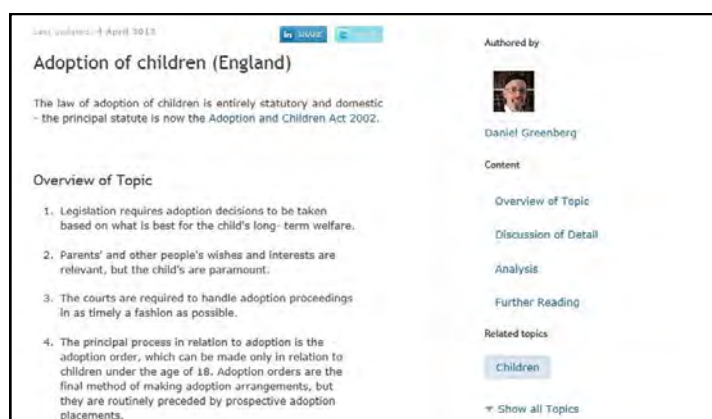 Last updated: 4 April 2013
in SHARE
Adoption of children (England)
The law of adoption of children is entirely statutory and domestic
- the principal statute is now the Adoption and Children Act 2002.
Overview of Topic
1. Legislation requires adoption decisions to be taken
based on what is best for the child's long- term welfare.
2. Parents' and other people's wishes and interests are
relevant, but the child's are paramount.
3. The courts are required to handle adoption proceedings
in as timely a fashion as possible.
4. The principal process in relation to adoption is the
adoption order, which can be made only in relation to
children under the age of 18. Adoption orders are the
final method of making adoption arrangements, but
they are routinely preceded by prospective adoption
placements.
Authored by
Daniel Greenberg
Content
Overview of Topic
Discussion of Detail
Analysis
Further Reading
Related topics
Children
Show all Topics